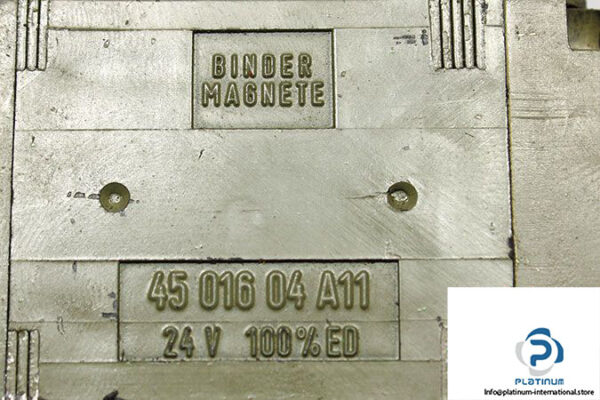 BINDER
MAGNETE
45 016 04 A11
24 V 100% ED
PLATINUM
Info@platinum-international.store